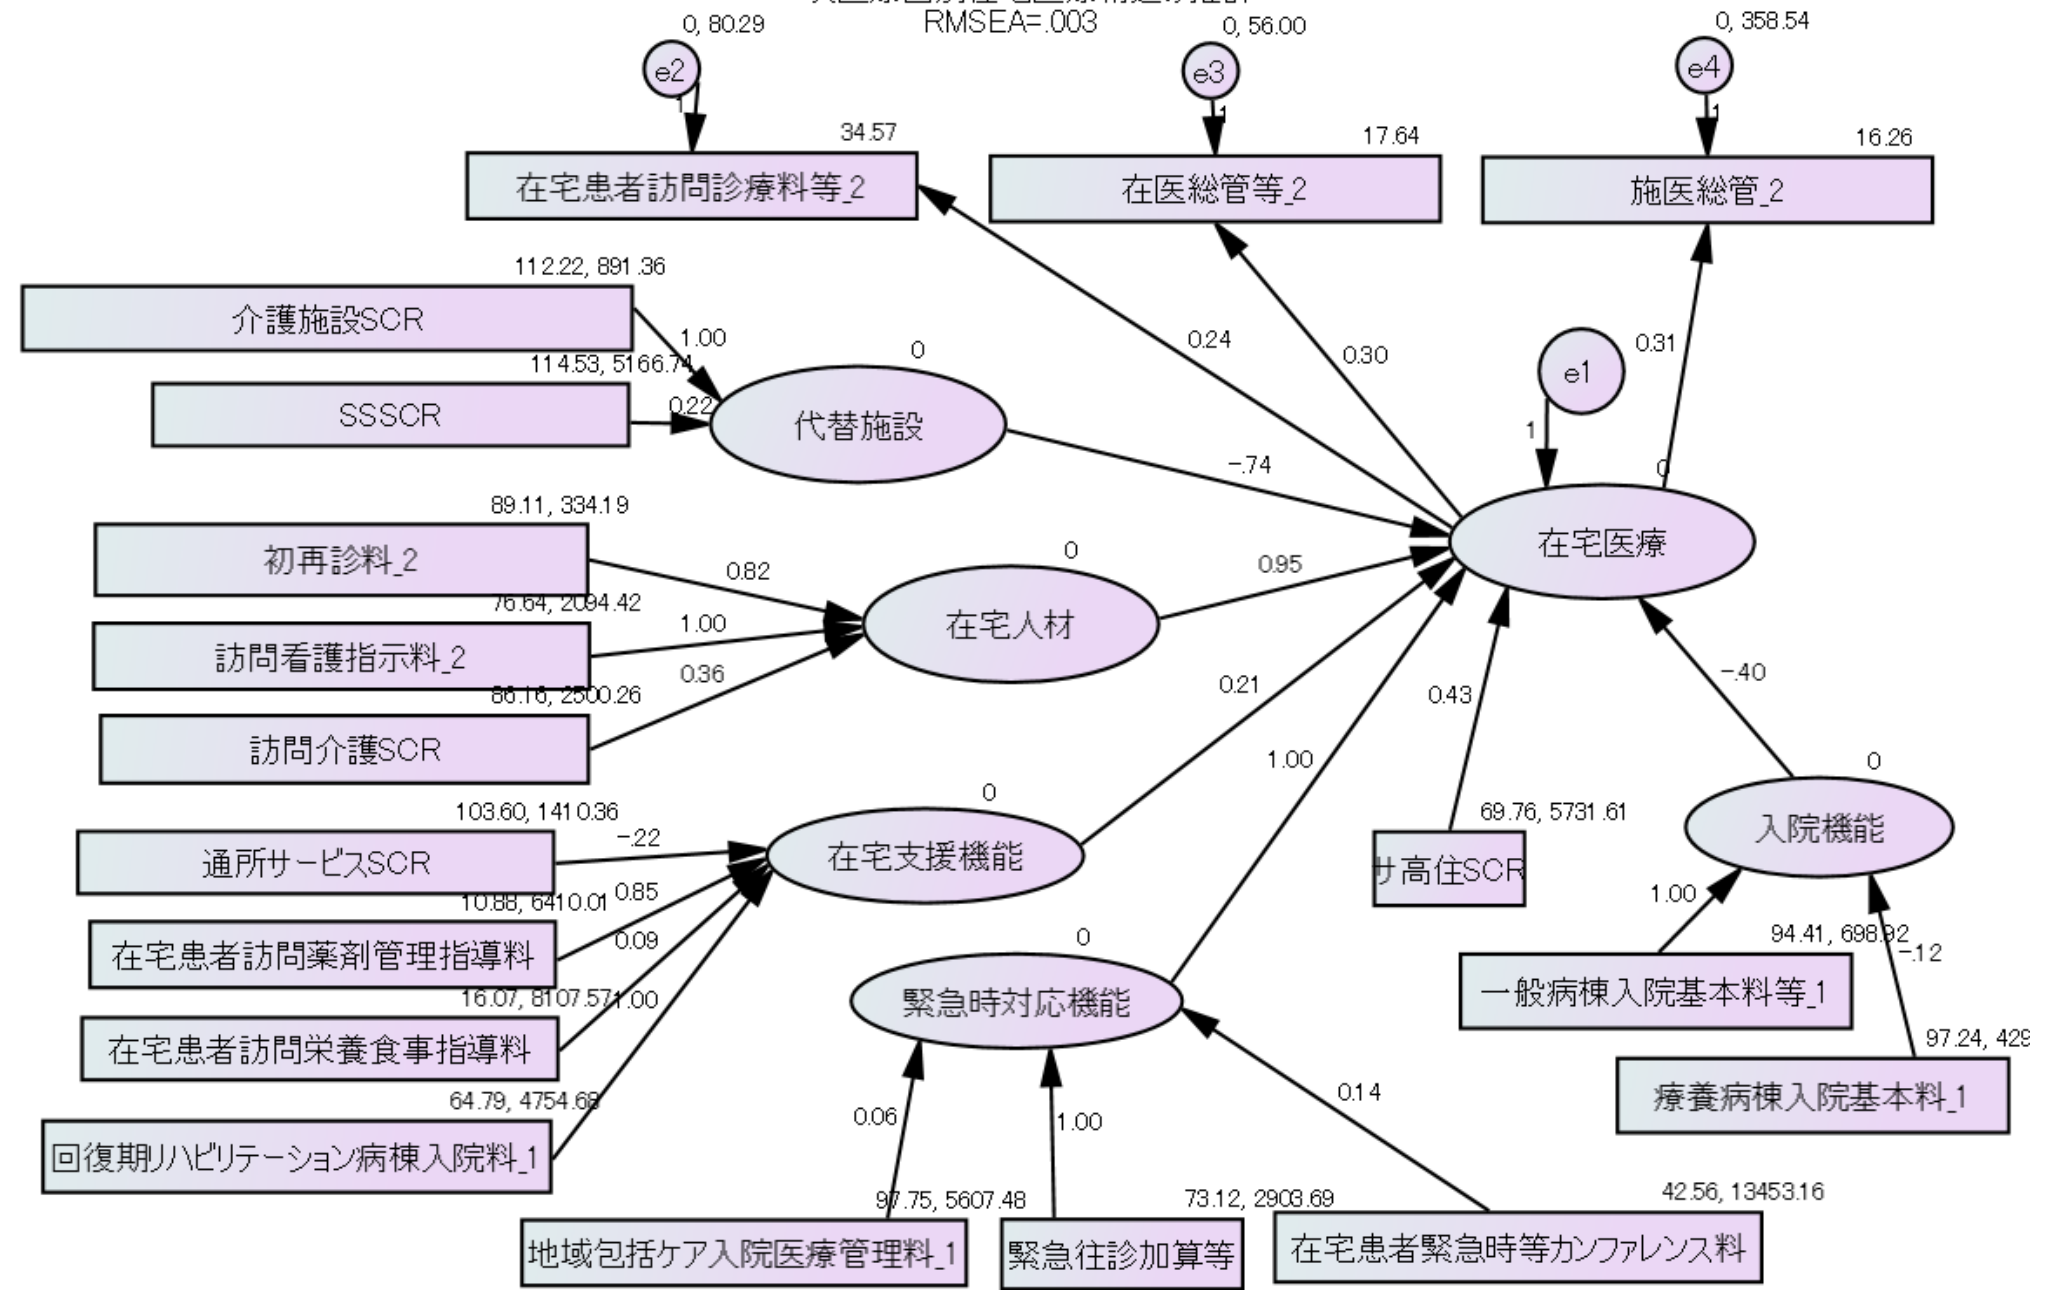 RMSEA=.003
0, 80.29
0, 56.00
0, 358.54
e2
e3
e4
1
1
1
34.57
17.64
16.26
在宅患者訪問診療料等_2
在医総管等_2
施医総管_2
112.22, 891.36
介護施設SCR
1.00
0.24
0.30
0.31
e1
0
114.53, 5166.74
SSSCR
0.22
代替施設
1
-.74
0
89.11, 334.19
初再診料_2
0.82
0
0.95
在宅医療
76.64, 2094.42
訪問看護指示料_2
1.00
在宅人材
86.16, 2500.26
0.36
訪問介護SCR
0.21
0.43
-.40
1.00
0
103.60, 1410.36
-.22
0
通所サービスSCR
在宅支援機能
69.76, 5731.61
サ高住SCR
入院機能
10.88, 6410.01
0.85
在宅患者訪問薬剤管理指導料
0.09
1.00
0
94.41, 698.92
-.12
16.07, 8107.57
1.00
緊急時対応機能
一般病棟入院基本料等_1
在宅患者訪問栄養食事指導料
97.24, 429
64.79, 4754.68
0.06
1.00
0.14
療養病棟入院基本料_1
回復期リハビリテーション病棟入院料_1
97.75, 5607.48
73.12, 2903.69
42.56, 13453.16
地域包括ケア入院医療管理料_1
緊急往診加算等
在宅患者緊急時等カンファレンス料